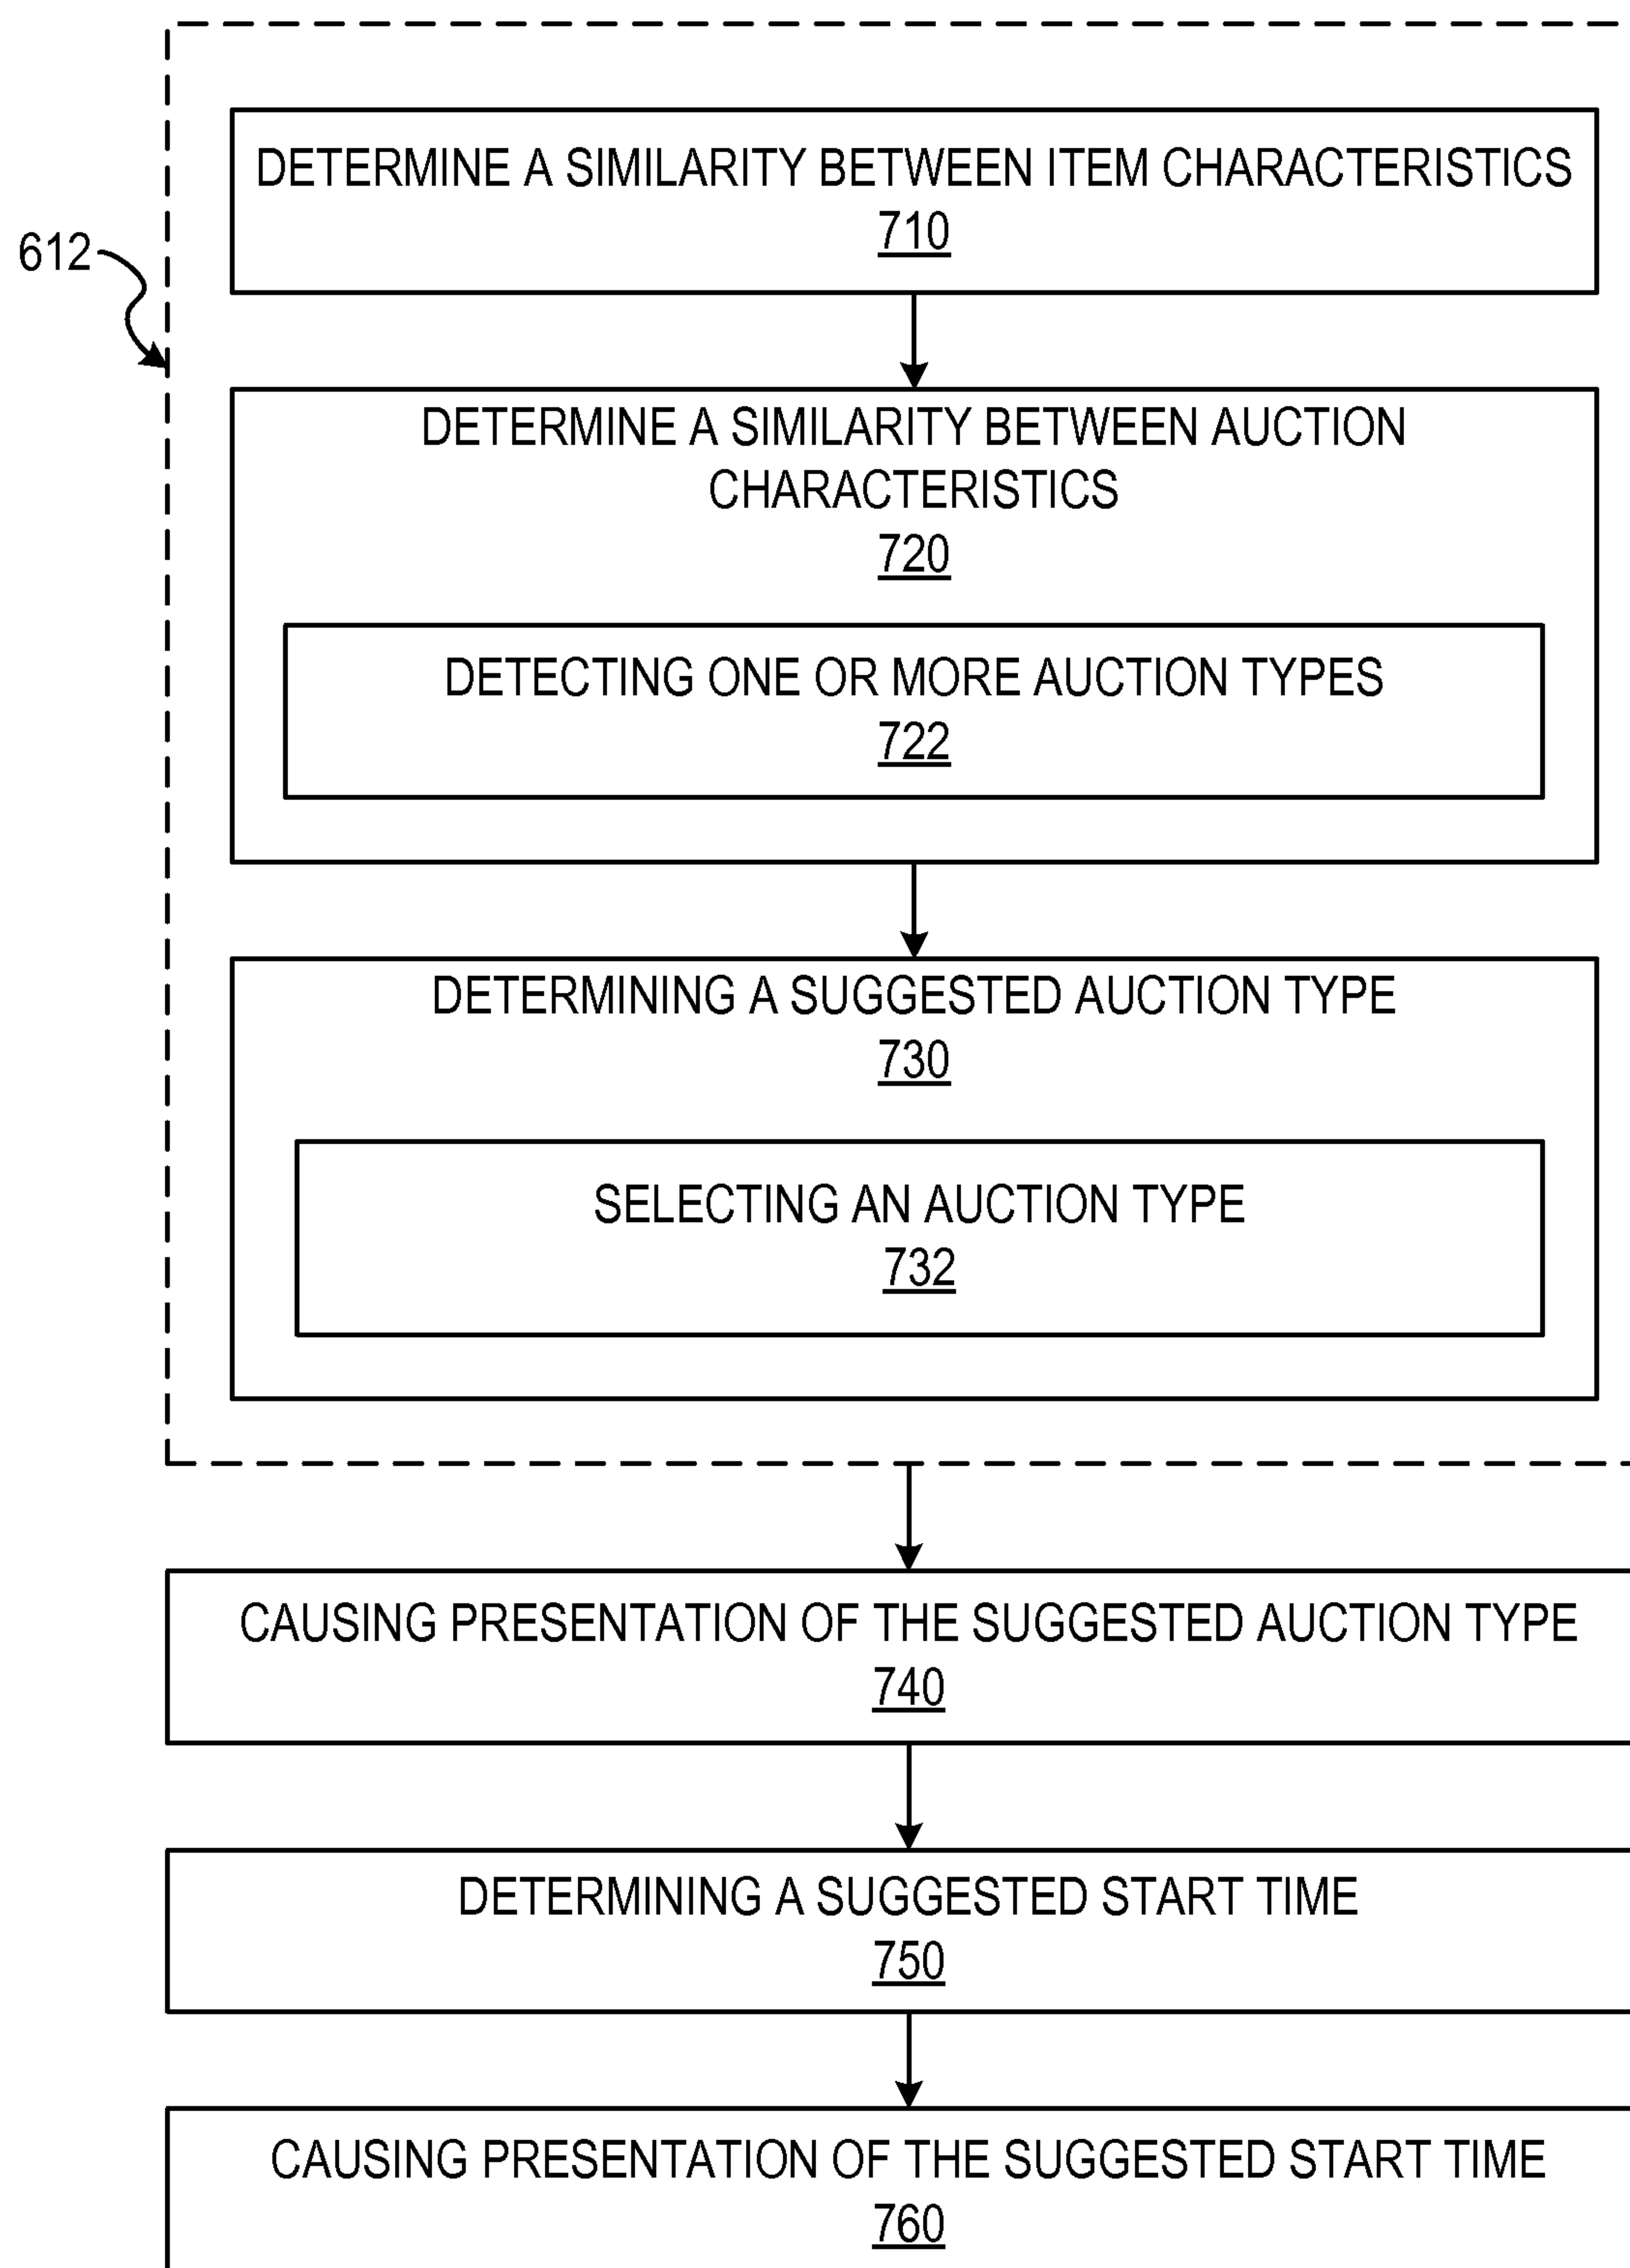 DETERMINE A SIMILARITY BETWEEN ITEM CHARACTERISTICS
710
612
DETERMINE A SIMILARITY BETWEEN AUCTION
CHARACTERISTICS
720
DETECTING ONE OR MORE AUCTION TYPES
722
DETERMINING A SUGGESTED AUCTION TYPE
730
SELECTING AN AUCTION TYPE
732
CAUSING PRESENTATION OF THE SUGGESTED AUCTION TYPE
740
DETERMINING A SUGGESTED START TIME
750
CAUSING PRESENTATION OF THE SUGGESTED START TIME
760